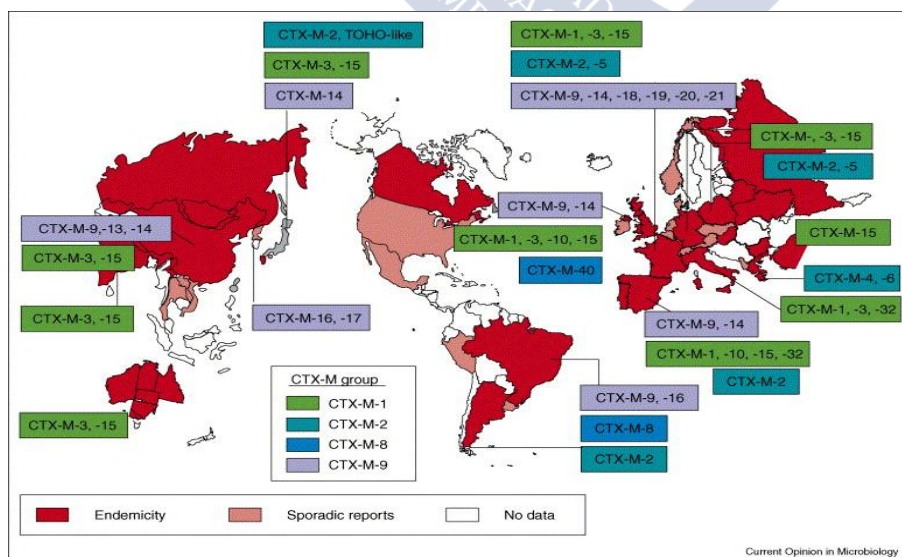 CTX-M-2, TOHO-like
CTX-M-3, -15
CTX-M-14
CTX-M-1, -3, -15
CTX-M-2, -5
CTX-M-9, -14, -18, -19, -20, -21
CTX-M-, -3, -15
CTX-M-2, -5
CTX-M-9,-13, -14
CTX-M-3, -15
CTX-M-3, -15
CTX-M-16, -17
CTX-M-3, -15
CTX-M-9, -14
CTX-M-1, -3, -10, -15
CTX-M-40
CTX-M-15
CTX-M-4, -6
CTX-M-1, -3, -32
CTX-M-9, -14
CTX-M-1, -10, -15, -32
CTX-M-2
CTX-M-9, -16
CTX-M-8
CTX-M-2
CTX-M group
CTX-M-1
CTX-M-2
CTX-M-8
CTX-M-9
Endemicity
Sporadic reports
No data
Current Opinion in Microbiology